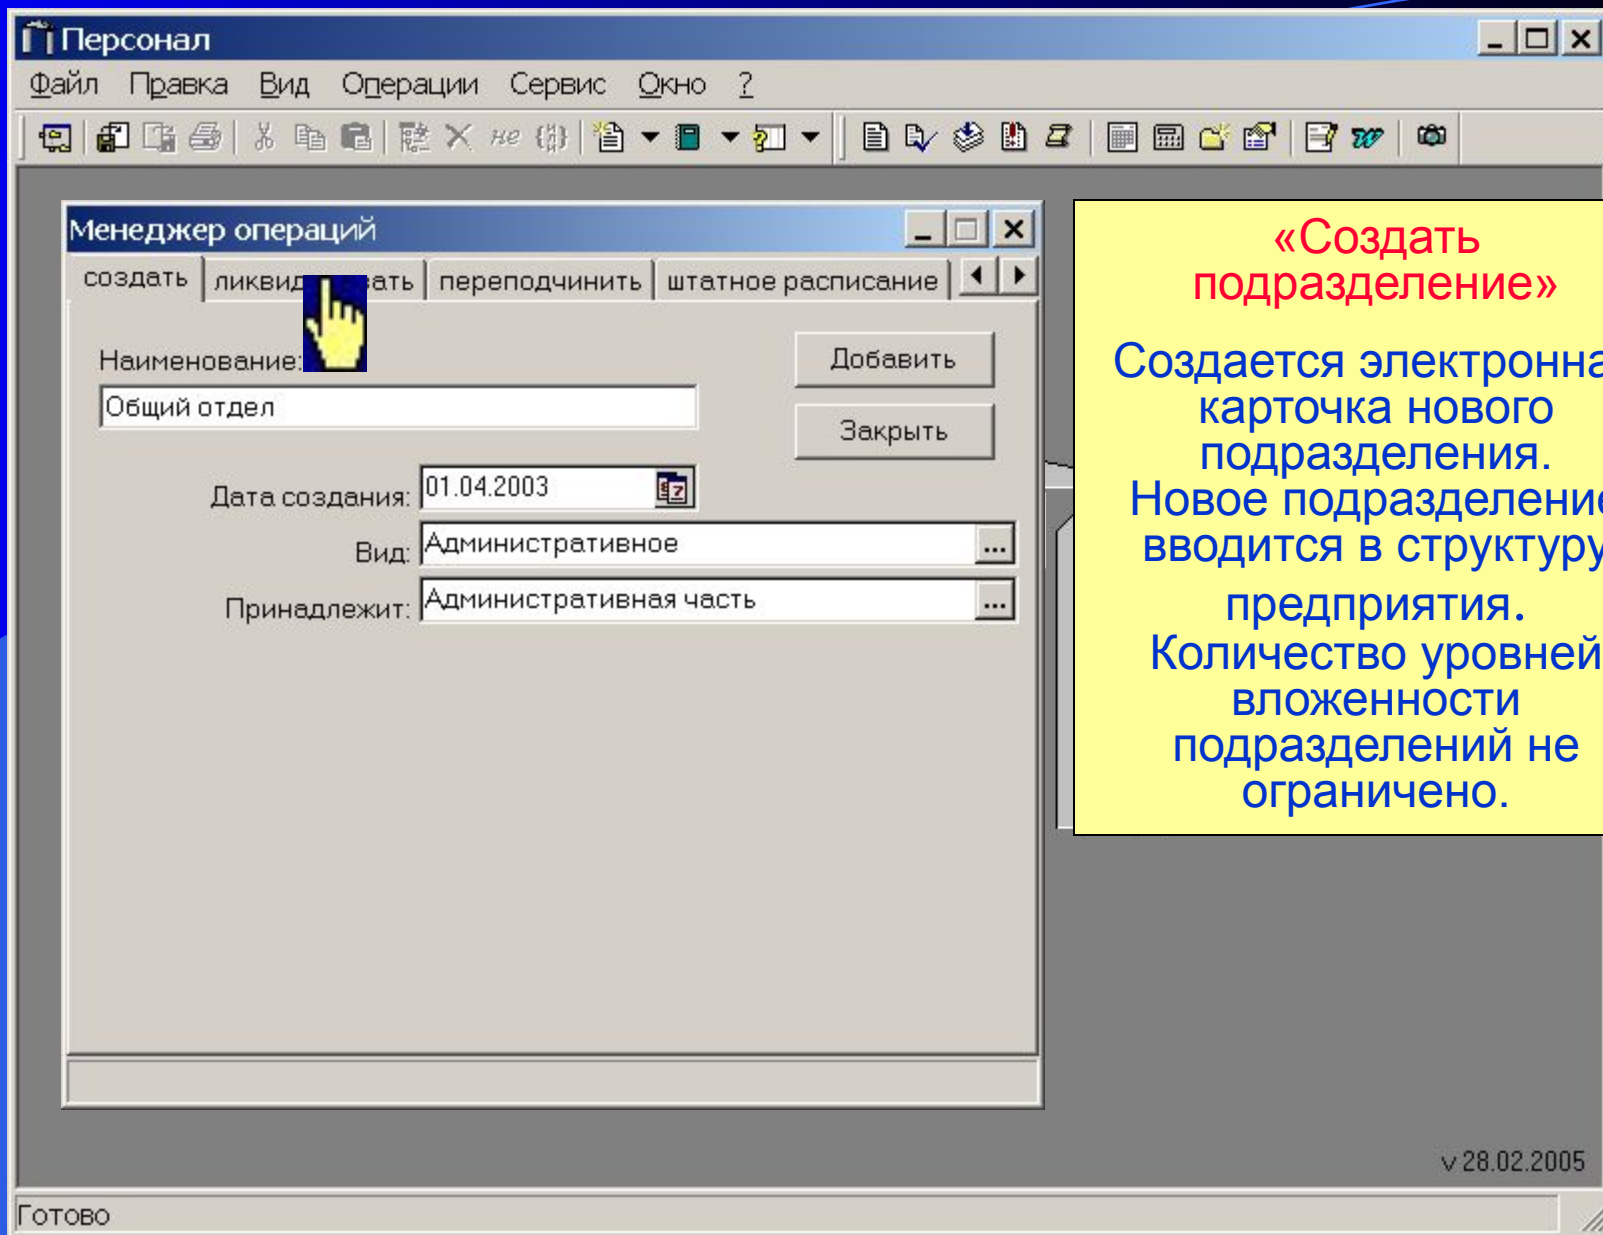 Персонал
Файл Правка Вид Операции Сервис Окно ?
Менеджер операций
создать переподчинить штатное расписание
Наименование:
Общий отдел
Добавить
Закрыть
Дата создания: 01.04.2003
Вид: Административное ...
Принадлежит: Административная часть ...
«Создать
подразделение»
Создается электронна
карточка нового
подразделения.
Новое подразделение
вводится в структуру
предприятия.
Количество уровней
вложенности
подразделений не
ограничено.
v 28.02.2005
Готово